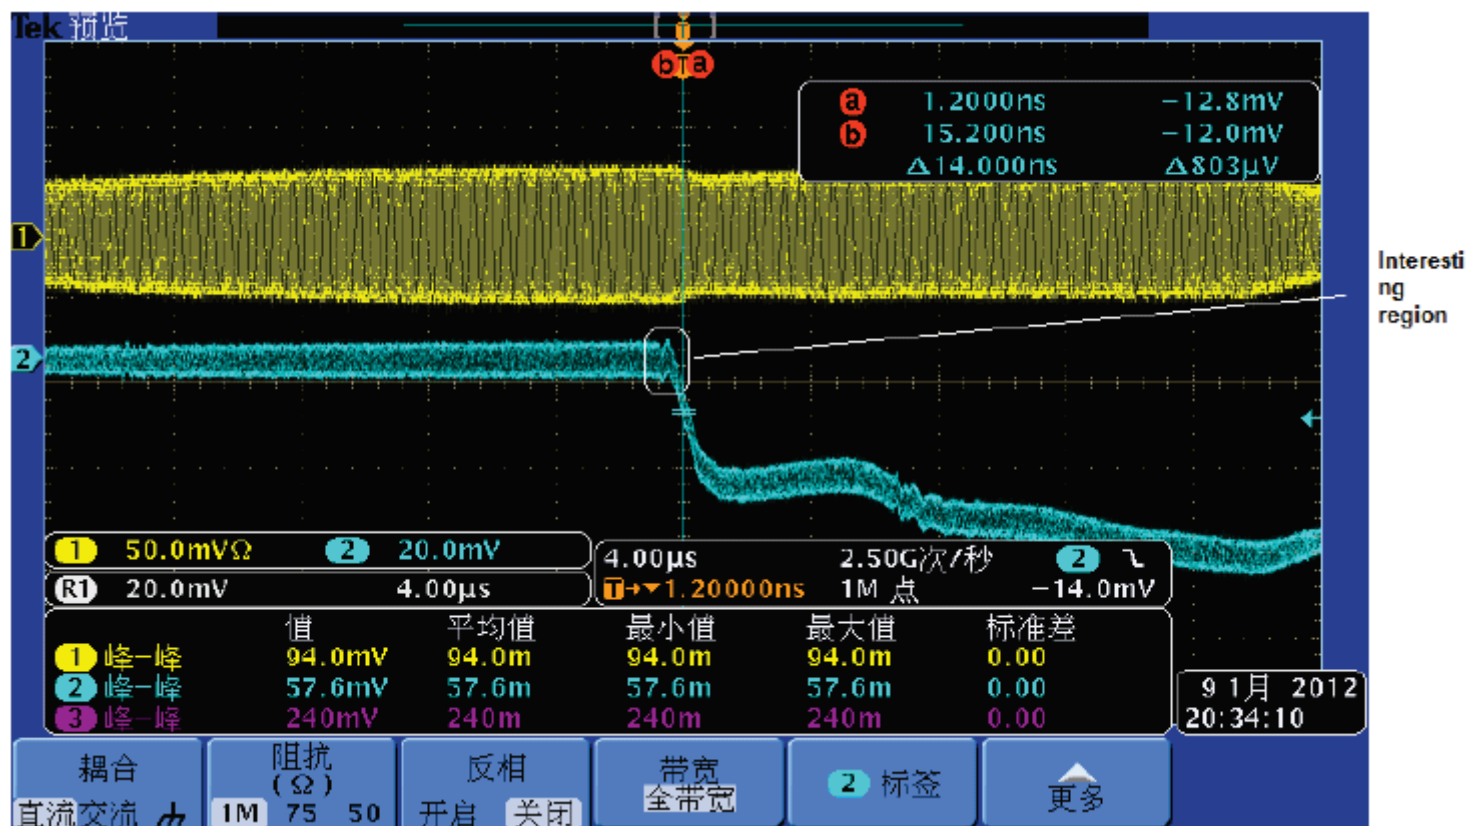 Tek 预览
[ T ]
b T a
a 1.2000ns −12.8mV
b 15.200ns −12.0mV
Δ14.000ns Δ803μV
1
Interesti
ng
region
2
1 50.0mVΩ 2 20.0mV
R1 20.0mV 4.00μs
4.00μs 2.50G次/秒 2
T→▼1.20000ns 1M 点 −14.0mV
值 平均值 最小值 最大值 标准差
1 峰−峰 94.0mV 94.0m 94.0m 94.0m 0.00
2 峰−峰 57.6mV 57.6m 57.6m 57.6m 0.00
3 峰−峰 240mV 240m 240m 240m 0.00
9 1月 2012
20:34:10
耦合
直流 交流
阻抗
(Ω)
1M 75 50
反相
开启 关闭
带宽
全带宽
2 标签
更多